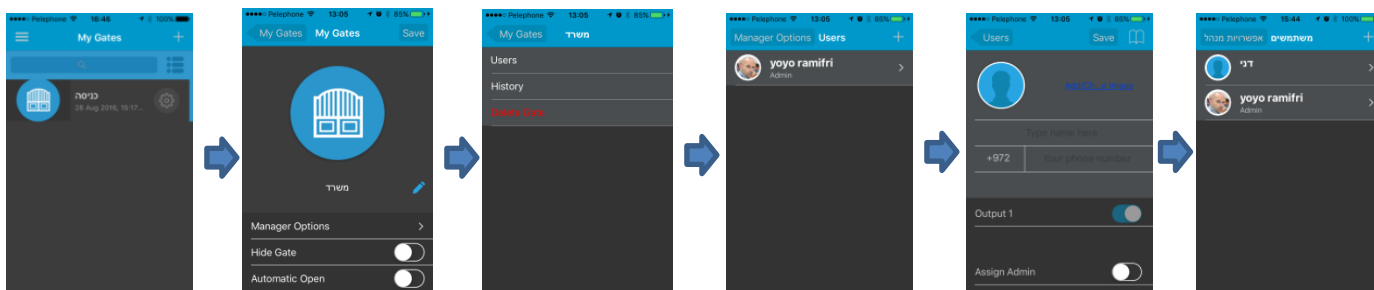 Pelephone 16:46 100%
My Gates +
כניסה
28 Aug 2016, 15:17...
Pelephone 13:05 85%
My Gates My Gates Save
משרד
Manager Options >
Hide Gate
Automatic Open
Pelephone 13:05 85%
My Gates משרד
Users
History
Pelephone 13:05 85%
Manager Options Users +
yoyo ramifri >
Admin
Pelephone 13:05 85%
Users Save
Type name here
+972 Your phone number
Output 1
Assign Admin
Pelephone 15:44 100%
אפשרויות מנהל משתמשים +
דני >
yoyo ramifri >
Admin